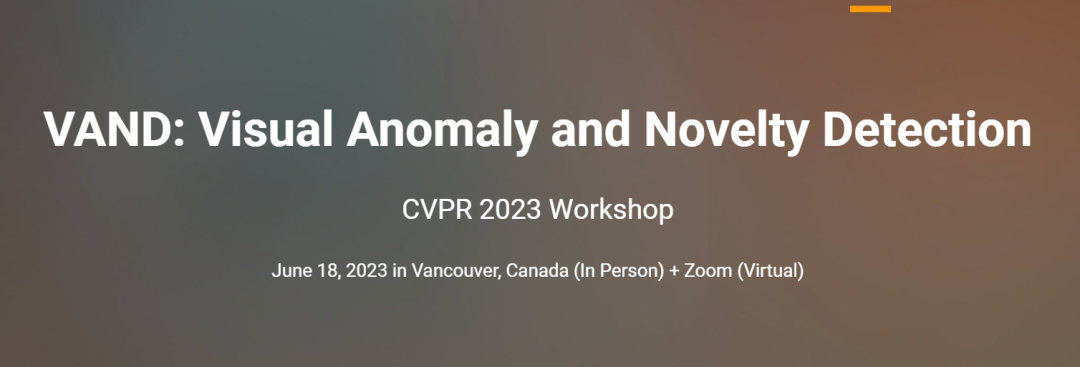 VAND: Visual Anomaly and Novelty Detection
CVPR 2023 Workshop
June 18, 2023 in Vancouver, Canada (In Person) + Zoom (Virtual)